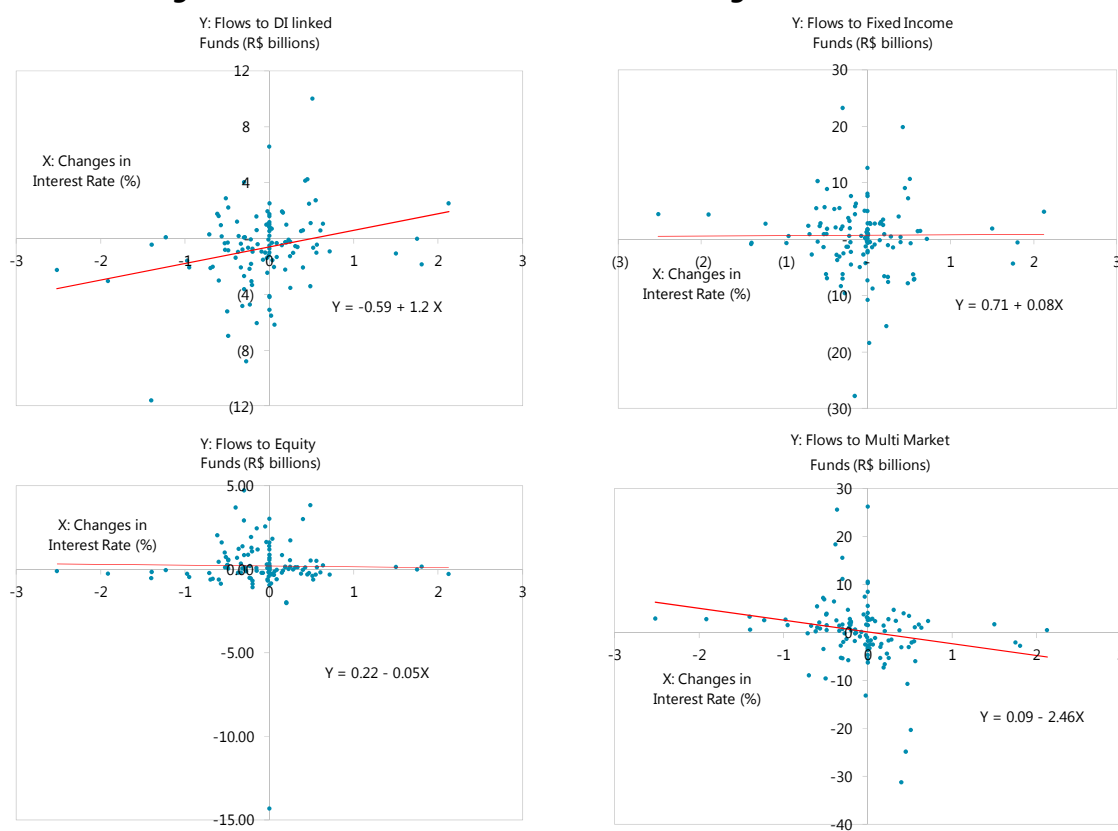 Y: Flows to DI linked
Funds (R$ billions)
12
8
X: Changes in
Interest Rate (%)
4
-
-3
-2
-1
0
1
2
3
(4)
Y = -0.59 + 1.2 X
(8)
(12)
Y: Flows to Fixed Income
Funds (R$ billions)
30
20
10
-
(3)
(2)
(1)
-
1
2
3
X: Changes in
Interest Rate (%)
(10)
Y = 0.71 + 0.08X
(20)
(30)
Y: Flows to Equity
Funds (R$ billions)
5.00
X: Changes in
Interest Rate (%)
0.00
-3
-2
-1
0
1
2
3
-5.00
Y = 0.22 - 0.05X
-10.00
-15.00
Y: Flows to Multi Market
Funds (R$ billions)
30
20
10
0
-3
-2
-1
0
1
2
X: Changes in
Interest Rate (%)
-10
Y = 0.09 - 2.46X
-20
-30
-40